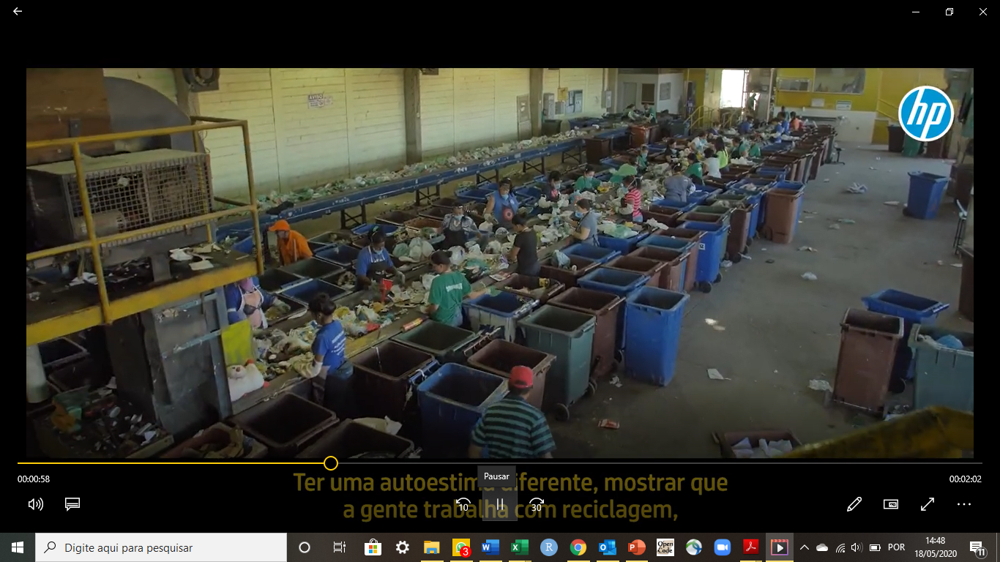 AVISO
hp
00:00:58
Pausar
00:02:02
Ter uma autoestima diferente, mostrar que
a gente trabalha com reciclagem,
10
30
Digite aqui para pesquisar
3
W
X
R
P
Open
Code
POR
14:48
18/05/2020
11